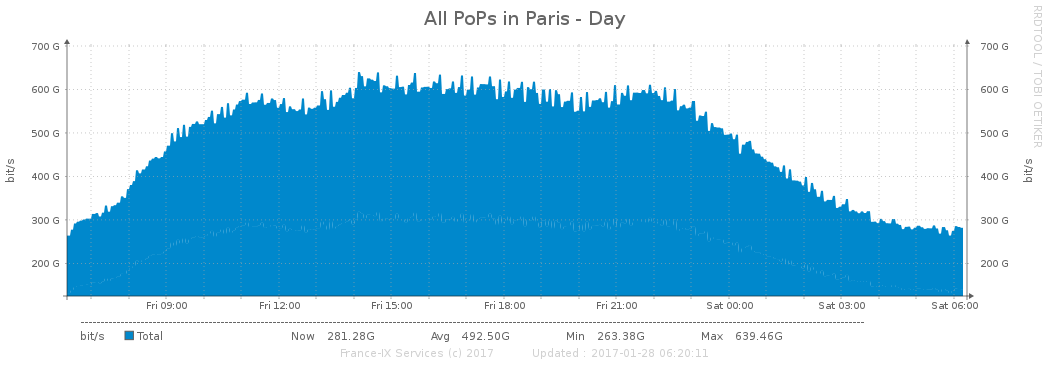 All PoPs in Paris - Day
RRDTOOL / TOBI OETIKER
bit/s
700 G 700 G
600 G 600 G
500 G 500 G
400 G 400 G
300 G 300 G
200 G 200 G
bit/s
Fri 09:00 Fri 12:00 Fri 15:00 Fri 18:00 Fri 21:00 Sat 00:00 Sat 03:00 Sat 06:00
bit/s Total Now 281.28G Avg 492.50G Min 263.38G Max 639.46G
France-IX Services (c) 2017 Updated : 2017-01-28 06:20:11